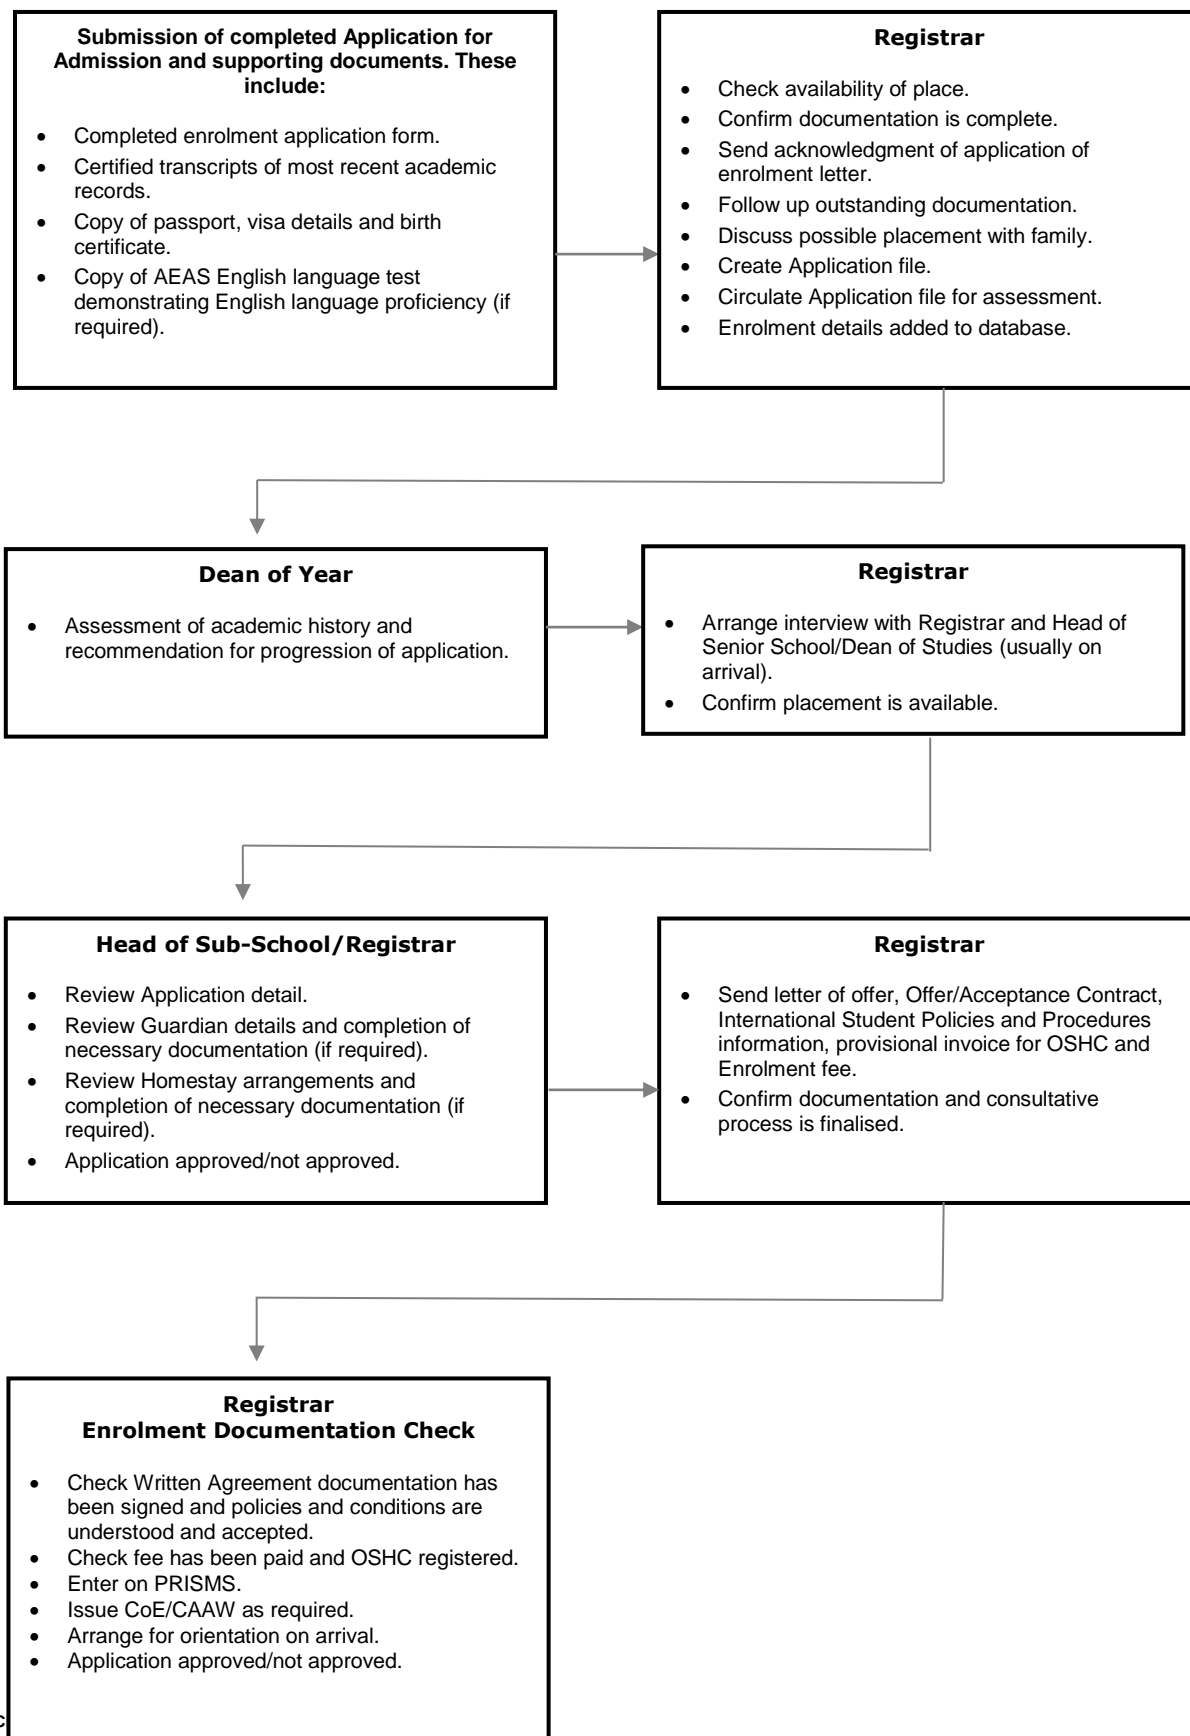 Submission of completed Application for
Admission and supporting documents. These
include:
• Completed enrolment application form.
• Certified transcripts of most recent academic
records.
• Copy of passport, visa details and birth
certificate.
• Copy of AEAS English language test
demonstrating English language proficiency (if
required).
Registrar
• Check availability of place.
• Confirm documentation is complete.
• Send acknowledgment of application of
enrolment letter.
• Follow up outstanding documentation.
• Discuss possible placement with family.
• Create Application file.
• Circulate Application file for assessment.
• Enrolment details added to database.
Dean of Year
• Assessment of academic history and
recommendation for progression of application.
Registrar
• Arrange interview with Registrar and Head of
Senior School/Dean of Studies (usually on
arrival).
• Confirm placement is available.
Head of Sub-School/Registrar
• Review Application detail.
• Review Guardian details and completion of
necessary documentation (if required).
• Review Homestay arrangements and
completion of necessary documentation (if
required).
• Application approved/not approved.
Registrar
• Send letter of offer, Offer/Acceptance Contract,
International Student Policies and Procedures
information, provisional invoice for OSHC and
Enrolment fee.
• Confirm documentation and consultative
process is finalised.
Registrar
Enrolment Documentation Check
• Check Written Agreement documentation has
been signed and policies and conditions are
understood and accepted.
• Check fee has been paid and OSHC registered.
• Enter on PRISMS.
• Issue CoE/CAAW as required.
• Arrange for orientation on arrival.
• Application approved/not approved.